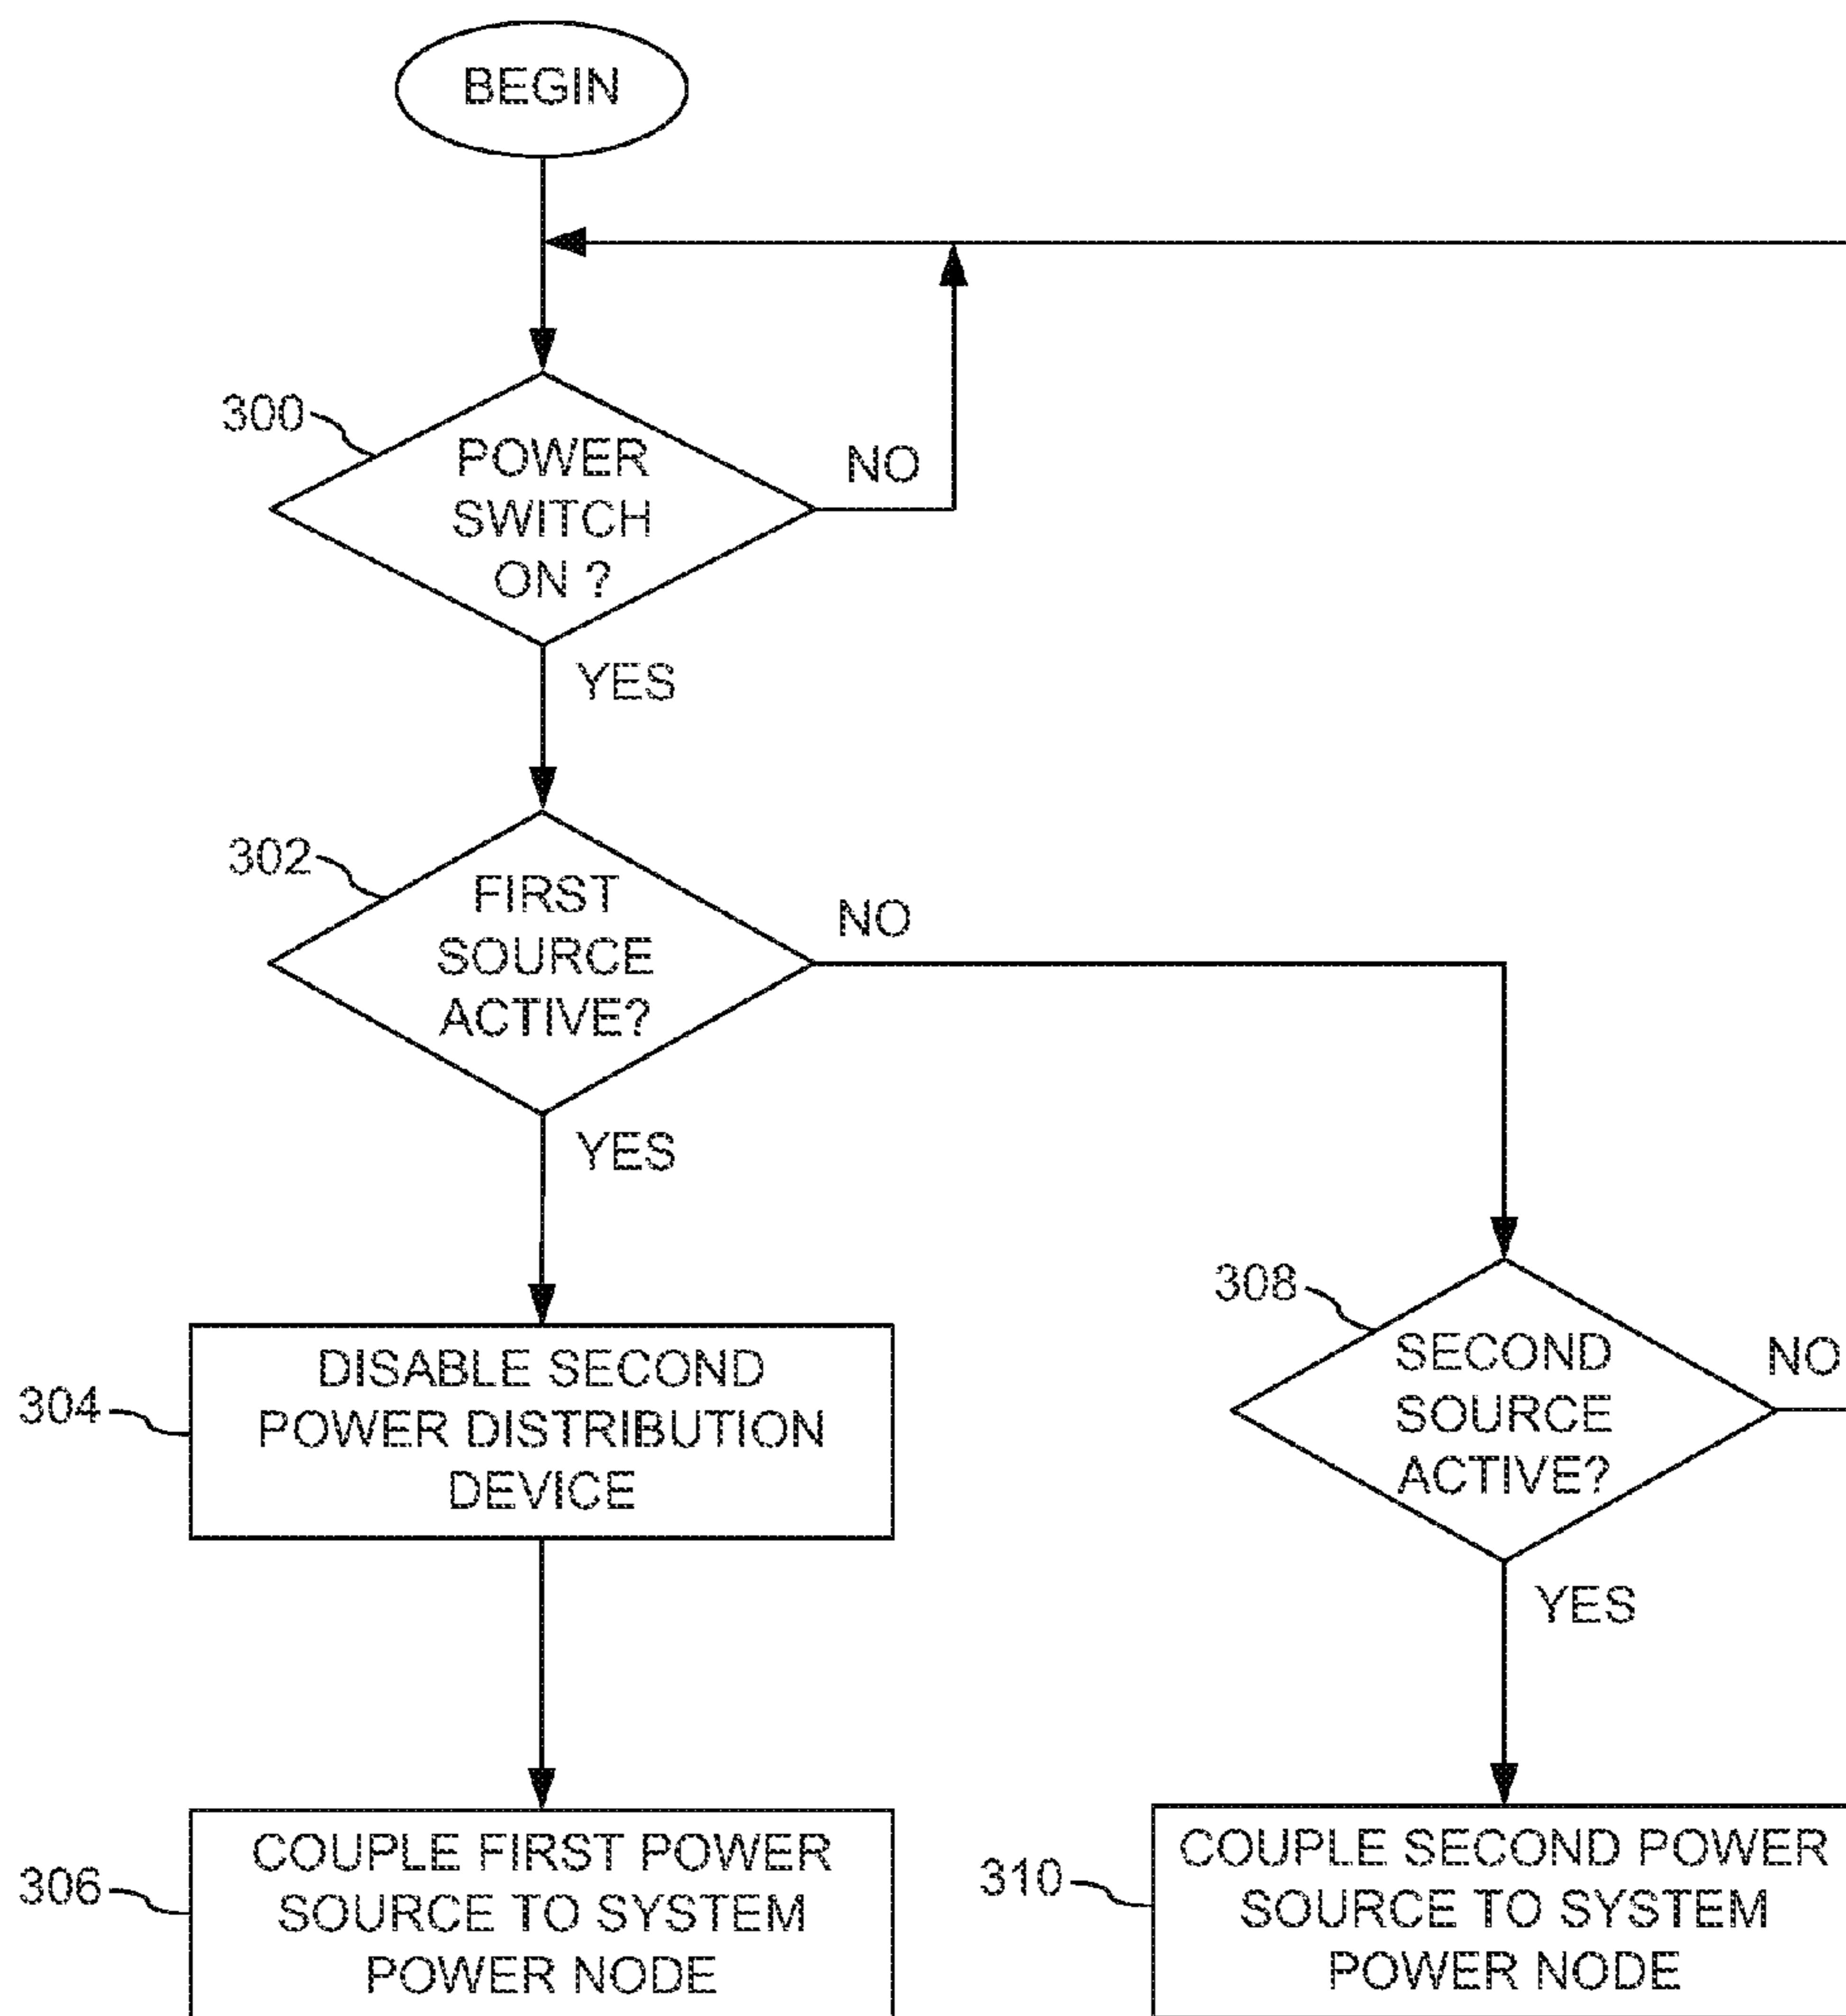 BEGIN
300
POWER
SWITCH
ON ?
NO
YES
302
FIRST
SOURCE
ACTIVE?
NO
YES
304
DISABLE SECOND
POWER DISTRIBUTION
DEVICE
308
SECOND
SOURCE
ACTIVE?
NO
YES
306
COUPLE FIRST POWER
SOURCE TO SYSTEM
POWER NODE
310
COUPLE SECOND POWER
SOURCE TO SYSTEM
POWER NODE